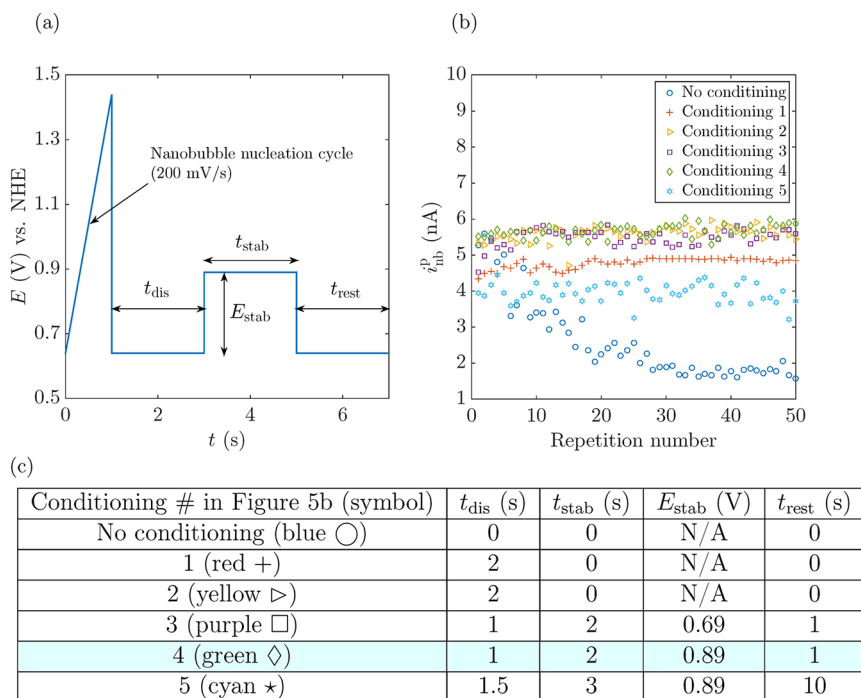 (a)
1.5
1.3
1.1
0.9
0.7
0.5
E (V) vs. NHE
Nanobubble nucleation cycle
(200 mV/s)
t_stab
t_dis
E_stab
t_rest
0 2 4 6
t (s)
(b)
10
9
8
7
6
5
4
3
2
1
i^p_nb (nA)
No conditining
Conditioning 1
Conditioning 2
Conditioning 3
Conditioning 4
Conditioning 5
0 10 20 30 40 50
Repetition number
(c)
Conditioning # in Figure 5b (symbol) t_dis (s) t_stab (s) E_stab (V) t_rest (s)
No conditioning (blue ◯) 0 0 N/A 0
1 (red +) 2 0 N/A 0
2 (yellow ▷) 2 0 N/A 0
3 (purple □) 1 2 0.69 1
4 (green ◊) 1 2 0.89 1
5 (cyan ⋆) 1.5 3 0.89 10